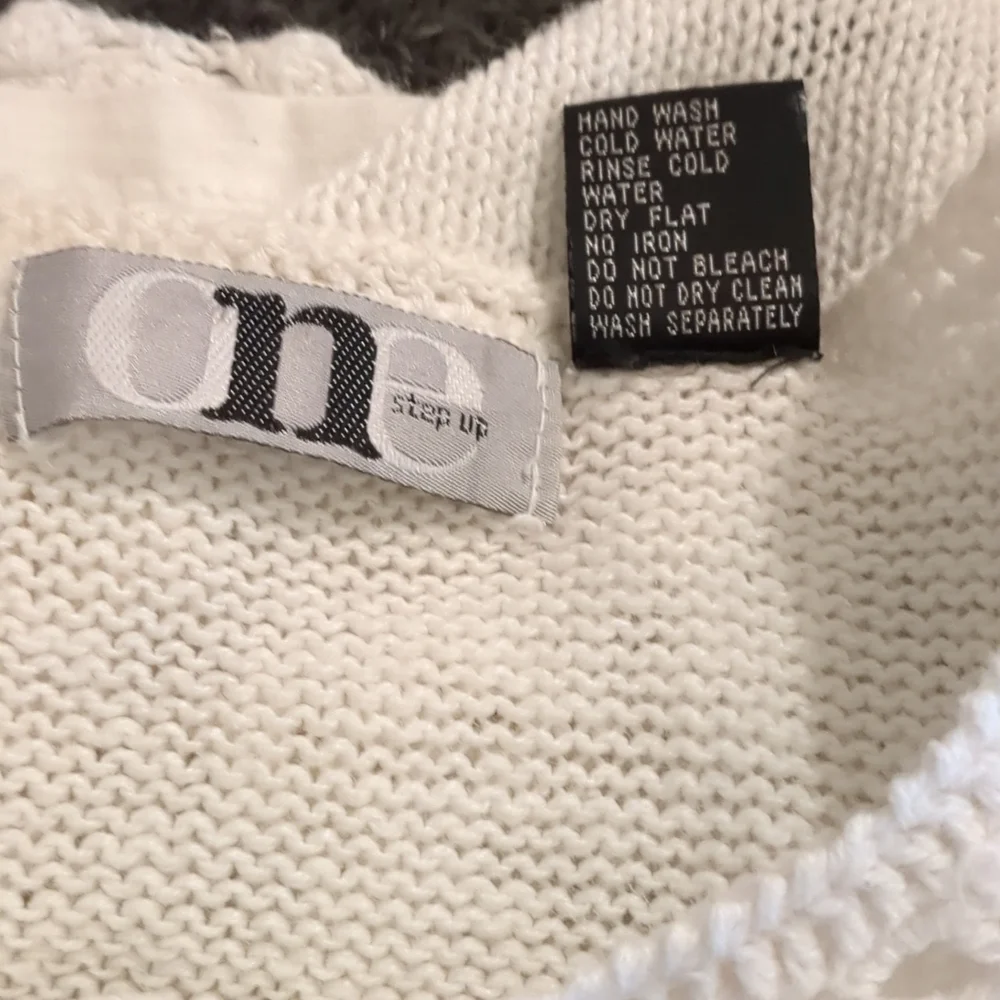 one
step up
HAND WASH
COLD WATER
RINSE COLD
WATER
DRY FLAT
NO IRON
DO NOT BLEACH
DO NOT DRY CLEAN
WASH SEPARATELY